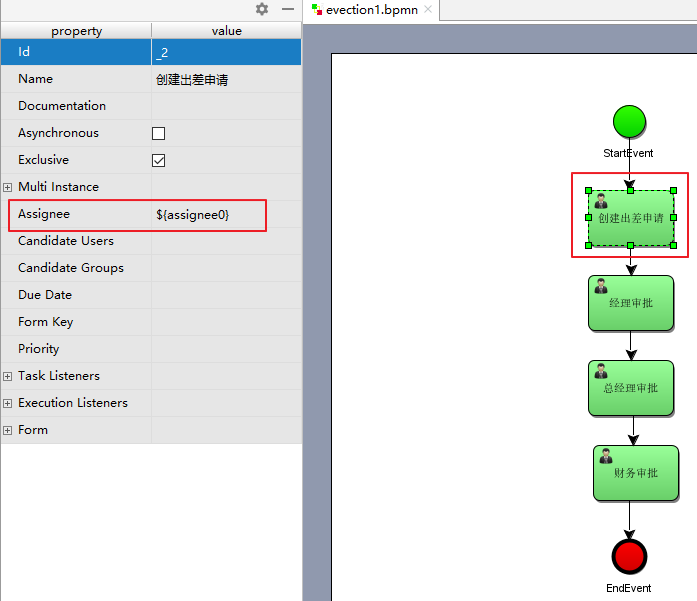 evection1.bpmn
property value
Id _2
Name 创建出差申请
Documentation
Asynchronous
Exclusive
Multi Instance
Assignee ${assignee0}
Candidate Users
Candidate Groups
Due Date
Form Key
Priority
Task Listeners
Execution Listeners
Form
StartEvent
创建出差申请
经理审批
总经理审批
财务审批
EndEvent